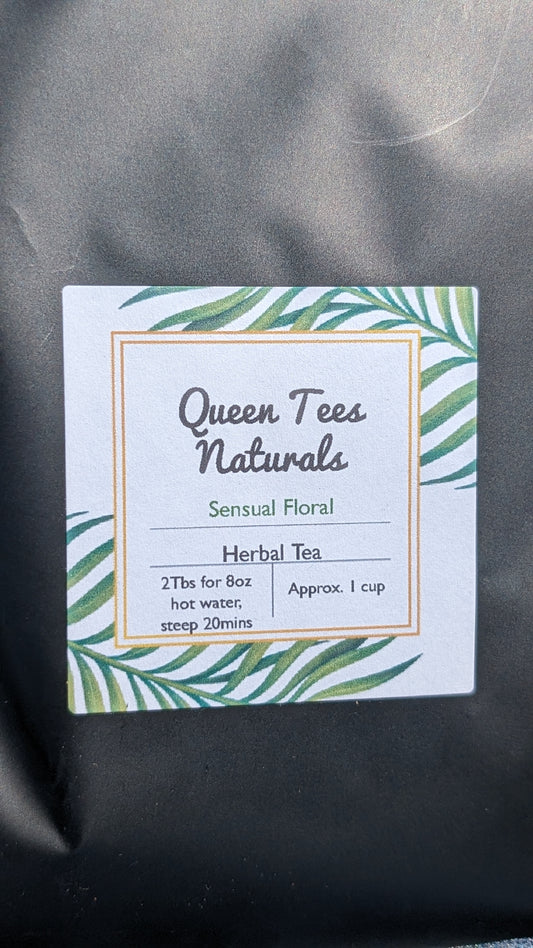 Queen Tees
Naturals
Sensual Floral
Herbal Tea
2Tbs for 8oz
hot water,
steep 20mins
Approx. 1 cup